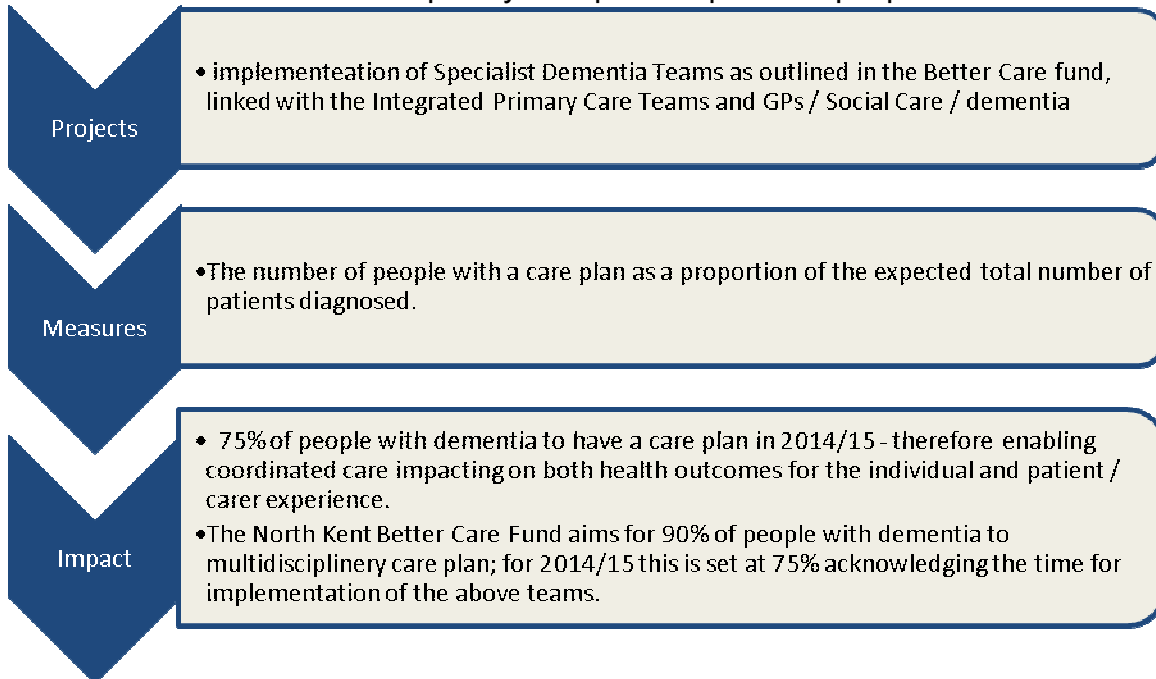 Projects
• implementeation of Specialist Dementia Teams as outlined in the Better Care fund,
linked with the Integrated Primary Care Teams and GPs / Social Care / dementia
Measures
•The number of people with a care plan as a proportion of the expected total number of
patients diagnosed.
Impact
• 75% of people with dementia to have a care plan in 2014/15 - therefore enabling
coordinated care impacting on both health outcomes for the individual and patient /
carer experience.
•The North Kent Better Care Fund aims for 90% of people with dementia to
multidisciplinery care plan; for 2014/15 this is set at 75% acknowledging the time for
implementation of the above teams.